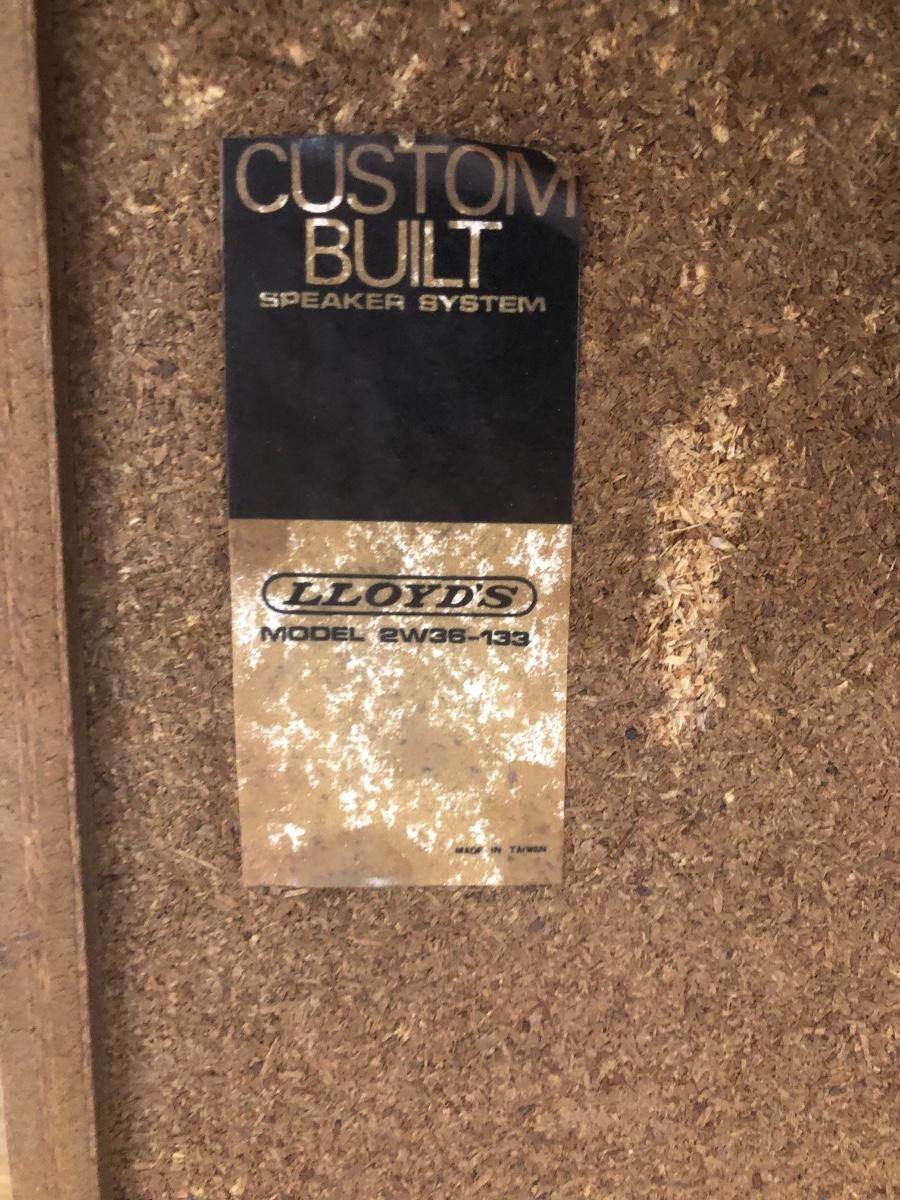 CUSTOM
BUILT
SPEAKER SYSTEM
LLOYD'S
MODEL 2W36-133
MADE IN TAIWAN